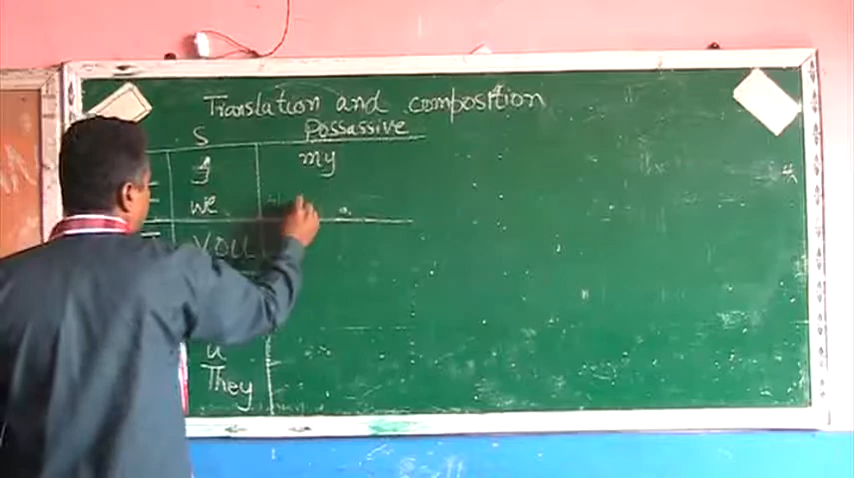 Translation and composition
S Possassive
I my
we
you
They